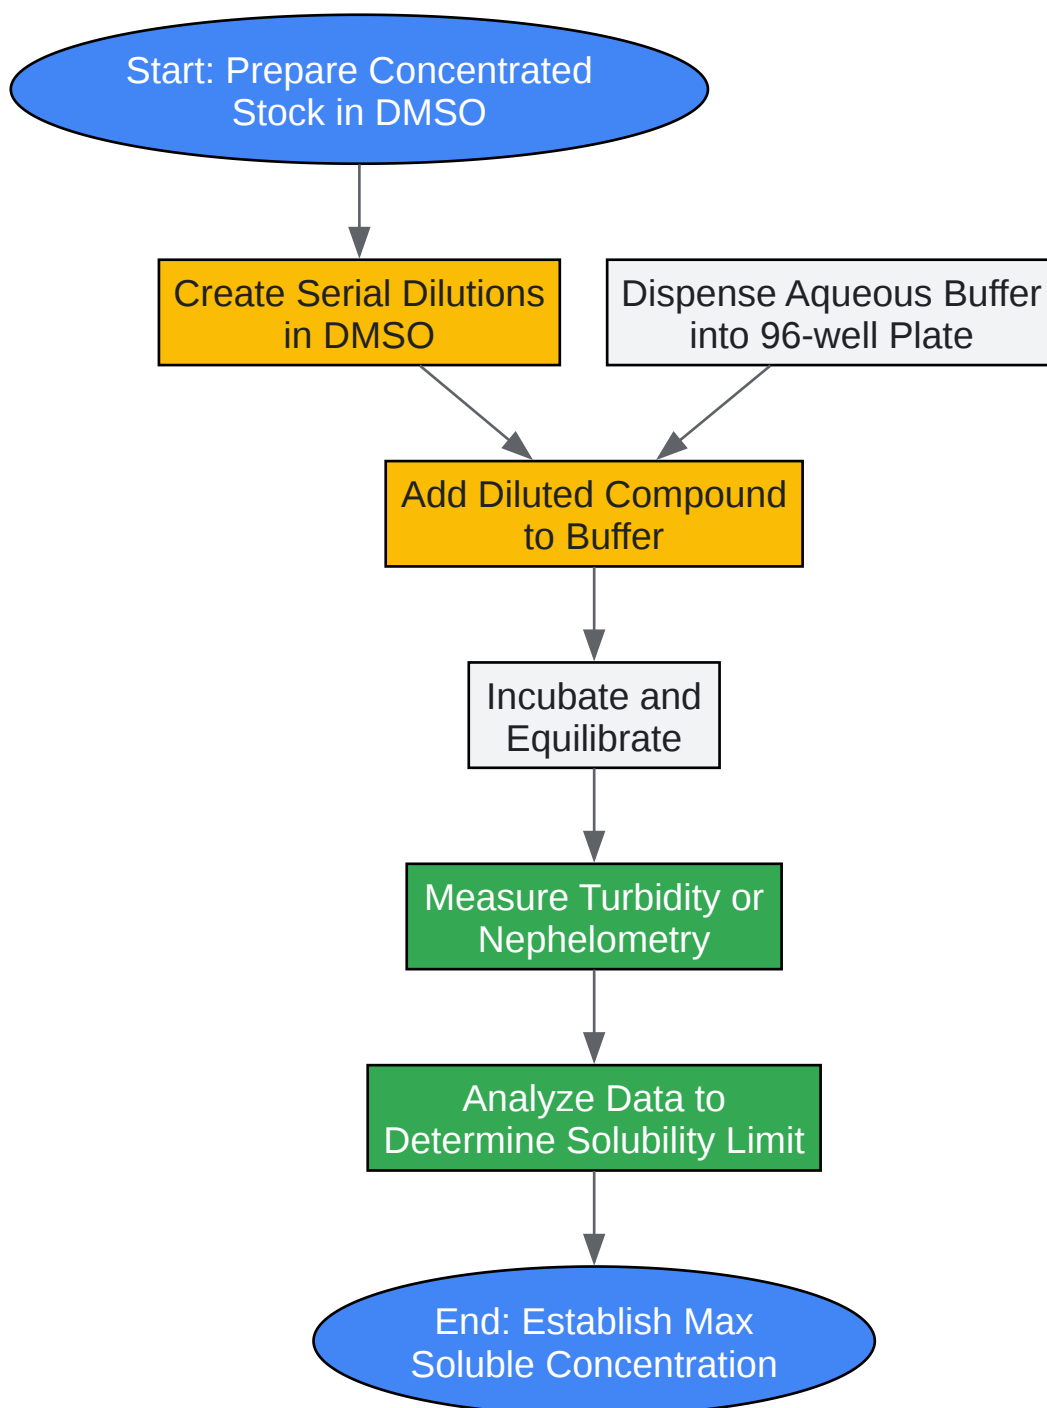 Start: Prepare Concentrated
Stock in DMSO
Create Serial Dilutions
in DMSO
Dispense Aqueous Buffer
into 96-well Plate
Add Diluted Compound
to Buffer
Incubate and
Equilibrate
Measure Turbidity or
Nephelometry
Analyze Data to
Determine Solubility Limit
End: Establish Max
Soluble Concentration